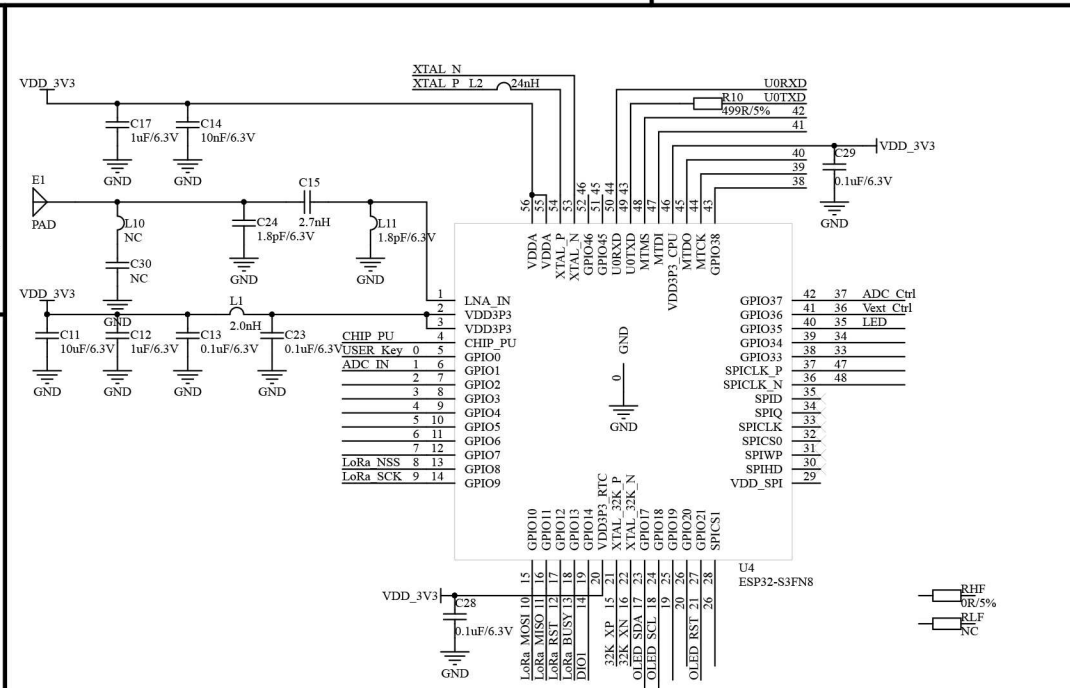 XTAL_N
XTAL_P L2 24nH
VDD_3V3
C17
1uF/6.3V
GND
C14
10nF/6.3V
GND
U0RXD
R10 U0TXD
499R/5% 42
41
C29 VDD_3V3
0.1uF/6.3V
GND
40
39
38
E1
PAD
L10
NC
C30
NC
GND
C24
1.8pF/6.3V
GND
C15
2.7nH
L11
1.8pF/6.3V
GND
56 VDDA
55 VDDA
54 XTAL_P
53 XTAL_N
52 46 GPIO46
51 45 GPIO45
50 44 U0RXD
49 43 U0TXD
48 MTMS
47 MTDI
46 VDD3P3_CPU
45 MTDO
44 MTCK
43 GPIO38
VDD_3V3
L1
2.0nH
C11
10uF/6.3V
GND
C12
1uF/6.3V
GND
C13
0.1uF/6.3V
GND
C23
0.1uF/6.3V
GND
1 LNA_IN
2 VDD3P3
3 VDD3P3
CHIP_PU 4 CHIP_PU
USER_Key 0 5 GPIO0
ADC_IN 1 6 GPIO1
2 7 GPIO2
3 8 GPIO3
4 9 GPIO4
5 10 GPIO5
6 11 GPIO6
7 12 GPIO7
LoRa_NSS 8 13 GPIO8
LoRa_SCK 9 14 GPIO9
GND
0
GND
GPIO37 42 37 ADC_Ctrl
GPIO36 41 36 Vext_Ctrl
GPIO35 40 35 LED
GPIO34 39 34
GPIO33 38 33
SPICLK_P 37 47
SPICLK_N 36 48
SPID 35
SPIQ 34
SPICLK 33
SPICS0 32
SPIWP 31
SPIHD 30
VDD_SPI 29
GPIO10 15 LoRa_MOSI 10
GPIO11 16 LoRa_MISO 11
GPIO12 17 LoRa_RST 12
GPIO13 18 LoRa_BUSY 13
GPIO14 19 DIO1 14
VDD3P3_RTC 20
XTAL_32K_P 21 32K_XP 15
XTAL_32K_N 22 32K_XN 16
GPIO17 23 OLED_SDA 17
GPIO18 24 OLED_SCL 18
GPIO19 25 19
GPIO20 26 20
GPIO21 27 OLED_RST 21
SPICS1 28 26
U4
ESP32-S3FN8
VDD_3V3
C28
0.1uF/6.3V
GND
RHF
0R/5%
RLF
NC